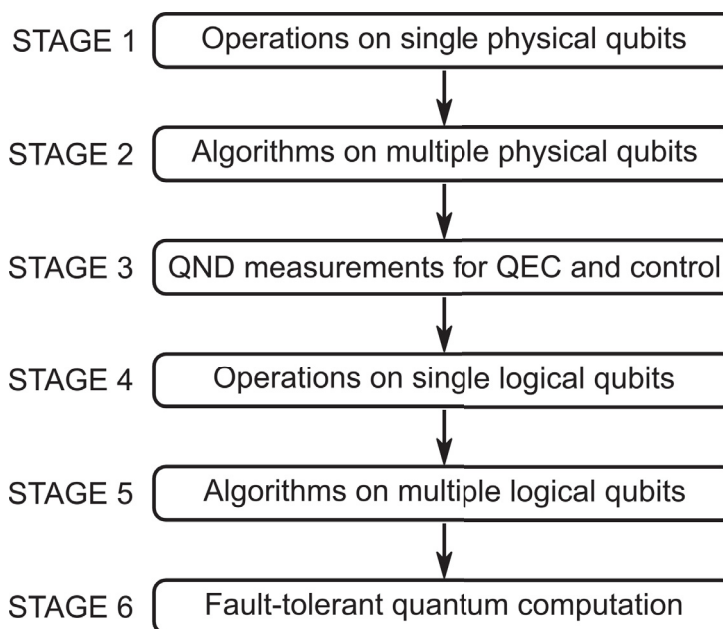 STAGE 1 Operations on single physical qubits
STAGE 2 Algorithms on multiple physical qubits
STAGE 3 QND measurements for QEC and control
STAGE 4 Operations on single logical qubits
STAGE 5 Algorithms on multiple logical qubits
STAGE 6 Fault-tolerant quantum computation